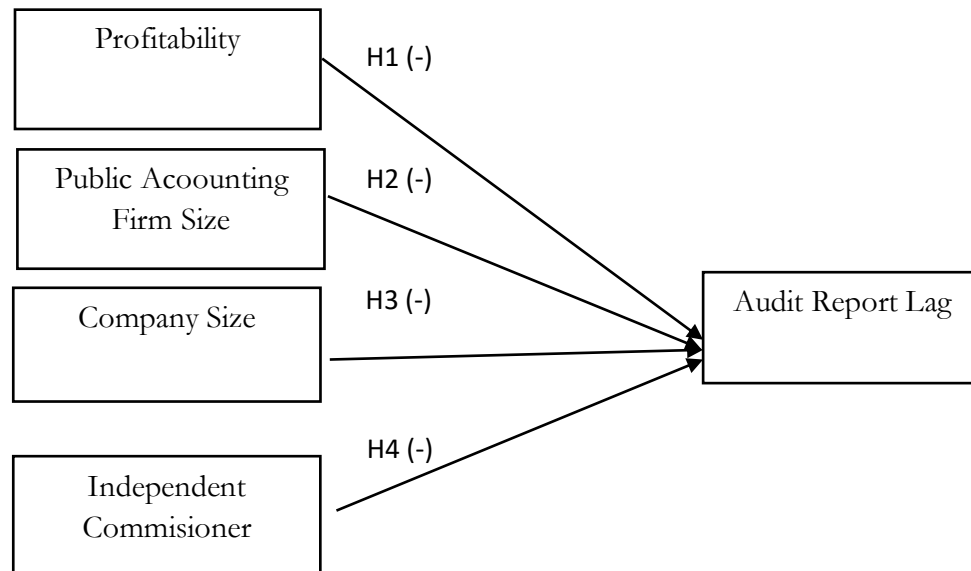 Profitability
H1 (-)
Public Acoounting
Firm Size
H2 (-)
Company Size
H3 (-)
Independent
Commisioner
H4 (-)
Audit Report Lag